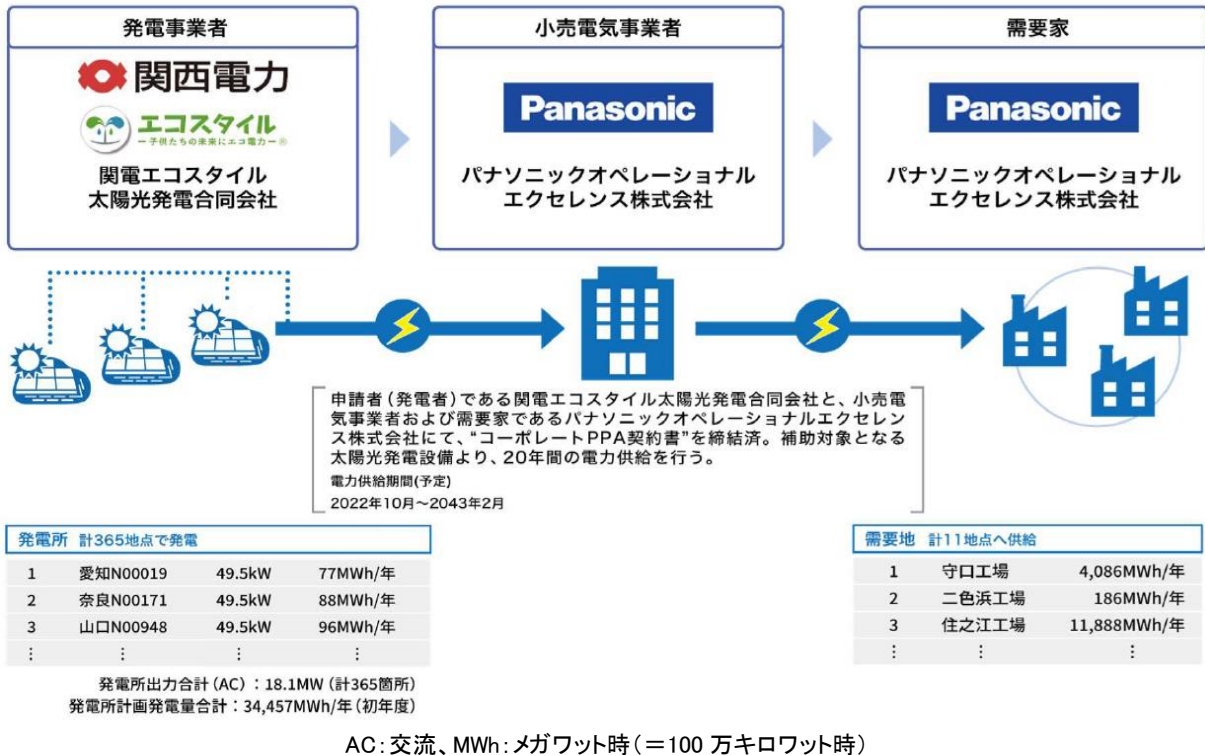 発電事業者
関西電力
エコスタイル
ー子供たちの未来にエコ電力ー®
関電エコスタイル
太陽光発電合同会社
小売電気事業者
Panasonic
パナソニックオペレーショナル
エクセレンス株式会社
需要家
Panasonic
パナソニックオペレーショナル
エクセレンス株式会社
申請者（発電者）である関電エコスタイル太陽光発電合同会社と、小売電
気事業者および需要家であるパナソニックオペレーショナルエクセレン
ス株式会社にて、“コーポレートPPA契約書”を締結済。補助対象となる
太陽光発電設備より、20年間の電力供給を行う。
電力供給期間(予定)
2022年10月～2043年2月
発電所 計365地点で発電
1 愛知N00019 49.5kW 77MWh/年
2 奈良N00171 49.5kW 88MWh/年
3 山口N00948 49.5kW 96MWh/年
⋮ ⋮ ⋮ ⋮
発電所出力合計（AC）：18.1MW（計365箇所）
発電所計画発電量合計：34,457MWh/年（初年度）
需要地 計11地点へ供給
1 守口工場 4,086MWh/年
2 二色浜工場 186MWh/年
3 住之江工場 11,888MWh/年
⋮ ⋮ ⋮
AC：交流、MWh：メガワット時（＝100 万キロワット時）